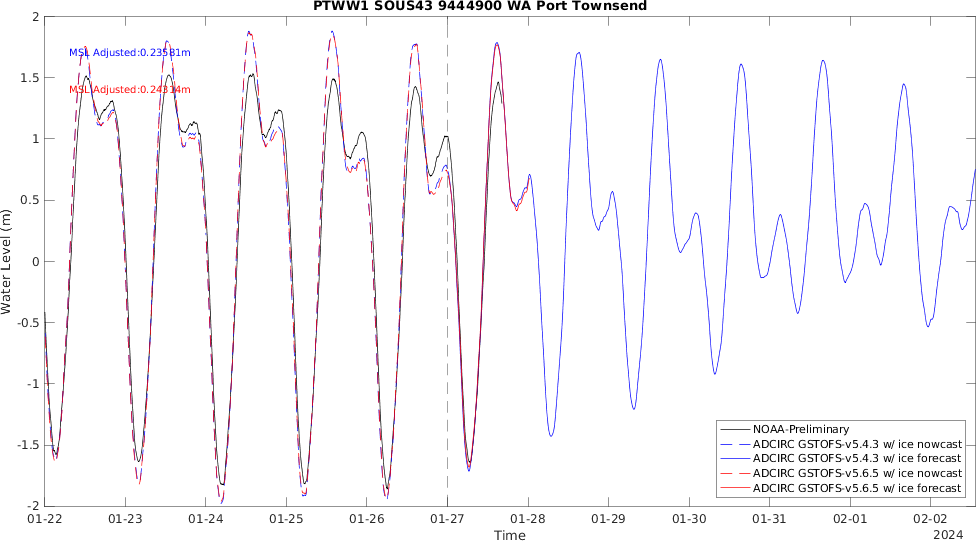 PTWW1 SOUS43 9444900 WA Port Townsend
MSL Adjusted:0.23581m
MSL Adjusted:0.24314m
Water Level (m)
2
1.5
1
0.5
0
-0.5
-1
-1.5
-2
NOAA-Preliminary
ADCIRC GSTOFS-v5.4.3 w/ ice nowcast
ADCIRC GSTOFS-v5.4.3 w/ ice forecast
ADCIRC GSTOFS-v5.6.5 w/ ice nowcast
ADCIRC GSTOFS-v5.6.5 w/ ice forecast
01-22 01-23 01-24 01-25 01-26 01-27 01-28 01-29 01-30 01-31 02-01 02-02
Time
2024